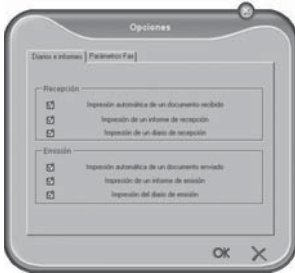 Opciones
Diarios e informes Parámetros Fax
Recepción
Impresión automática de un documento recibido
Impresión de un informe de recepción
Impresión de un diario de recepción
Emisión
Impresión automática de un documento enviado
Impresión de un informe de emisión
Impresión del diario de emisión
OK